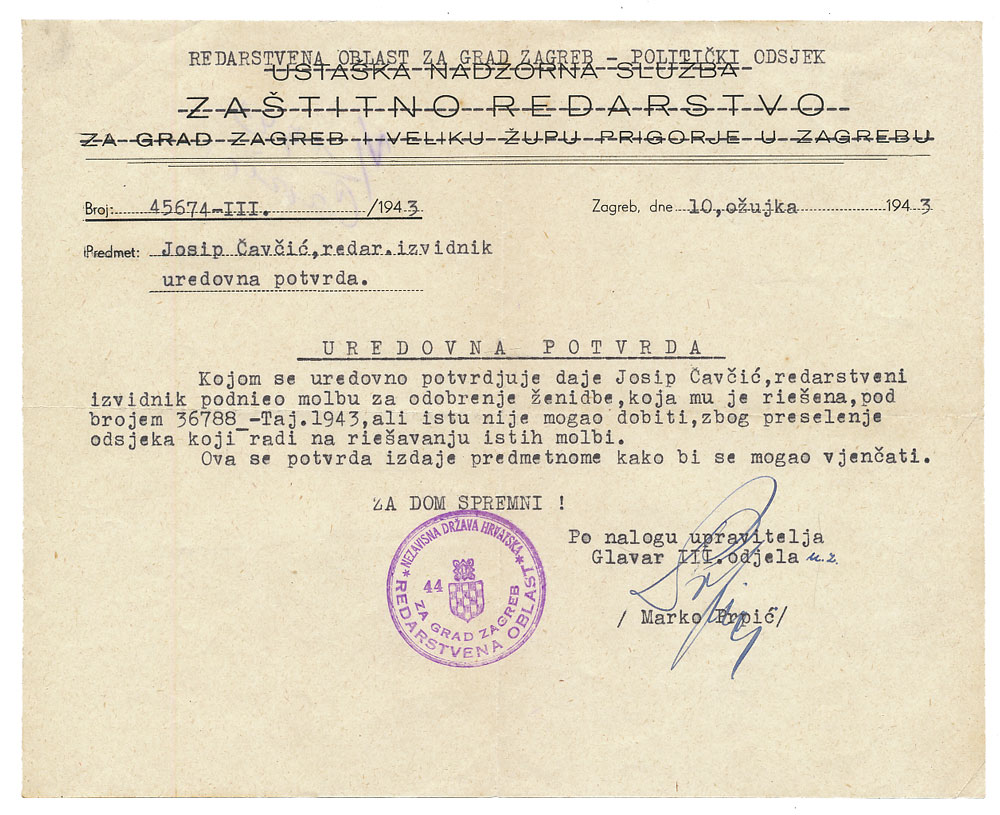 REDARSTVENA OBLAST ZA GRAD ZAGREB - POLITIČKI ODSJEK
USTAŠKA NADZORNA SLUŽBA
ZAŠTITNO REDARSTVO
ZA GRAD ZAGREB I VELIKU ŽUPU PRIGORJE U ZAGREBU
Broj: 45674-III. /1943
Zagreb, dne 10,ožujka 1943
Predmet: Josip Čavčić,redar.izvidnik
uredovna potvrda.
UREDOVNA POTVRDA
Kojom se uredovno potvrdjuje daje Josip Čavčić,redarstveni
izvidnik podnieo molbu za odobrenje ženidbe,koja mu je riešena,pod
brojem 36788 -Taj.1943,ali istu nije mogao dobiti,zbog preselenje
odsjeka koji radi na riešavanju istih molbi.
Ova se potvrda izdaje predmetnome kako bi se mogao vjenčati.
ZA DOM SPREMNI !
Po nalogu upravitelja
Glavar III.odjela u.z.
/ Marko Prpić/
NEZAVISNA DRŽAVA HRVATSKA
44
ZA GRAD ZAGREB
REDARSTVENA OBLAST